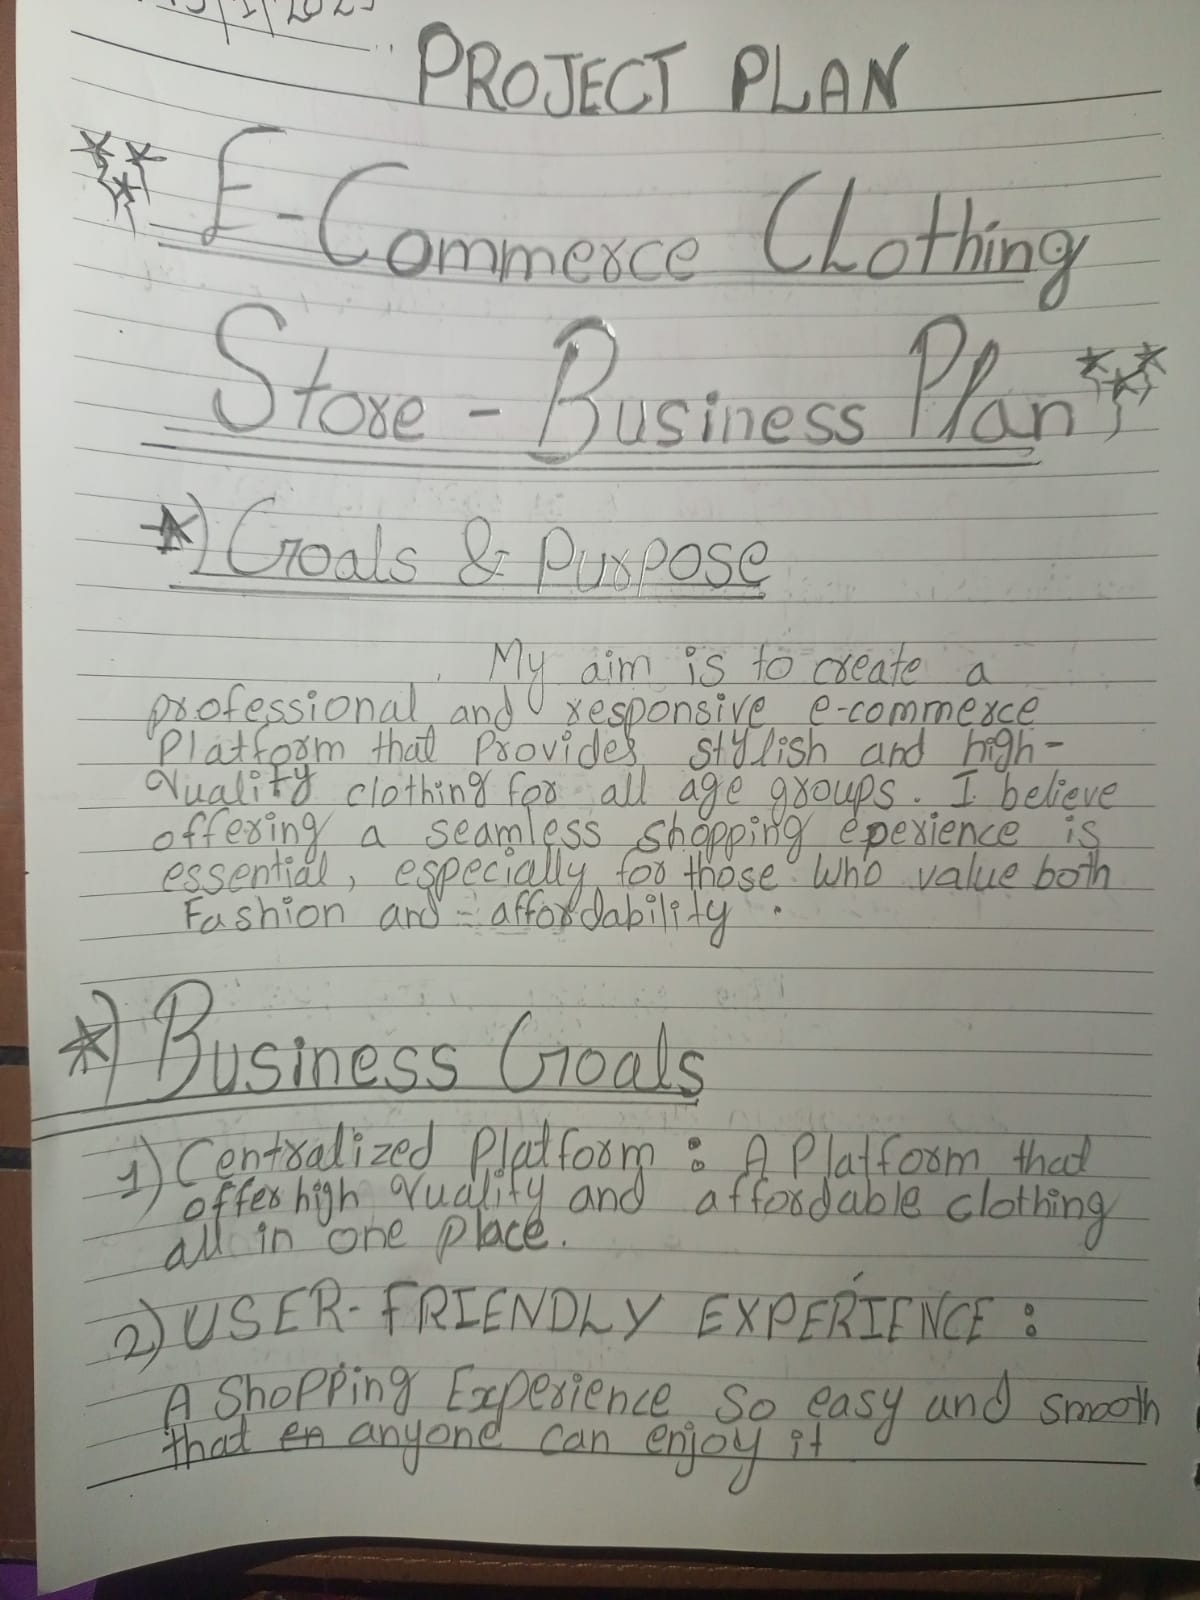 PROJECT PLAN
E-Commerce Clothing
Store - Business Plan
Goals & Purpose
My aim is to create a
professional and responsive e-commerce
Platform that Provides stylish and high-
Quality clothing for all age groups. I believe
offering a seamless shopping eperience is
essential, especially for those who value both
Fashion and - affordability.
Business Goals
1) Centralized Platform : A Platform that
offer high Quality and affordable clothing
all in one place.
2) USER-FRIENDLY EXPERIENCE :
A Shopping Experience so easy and smooth
that en anyone can enjoy it